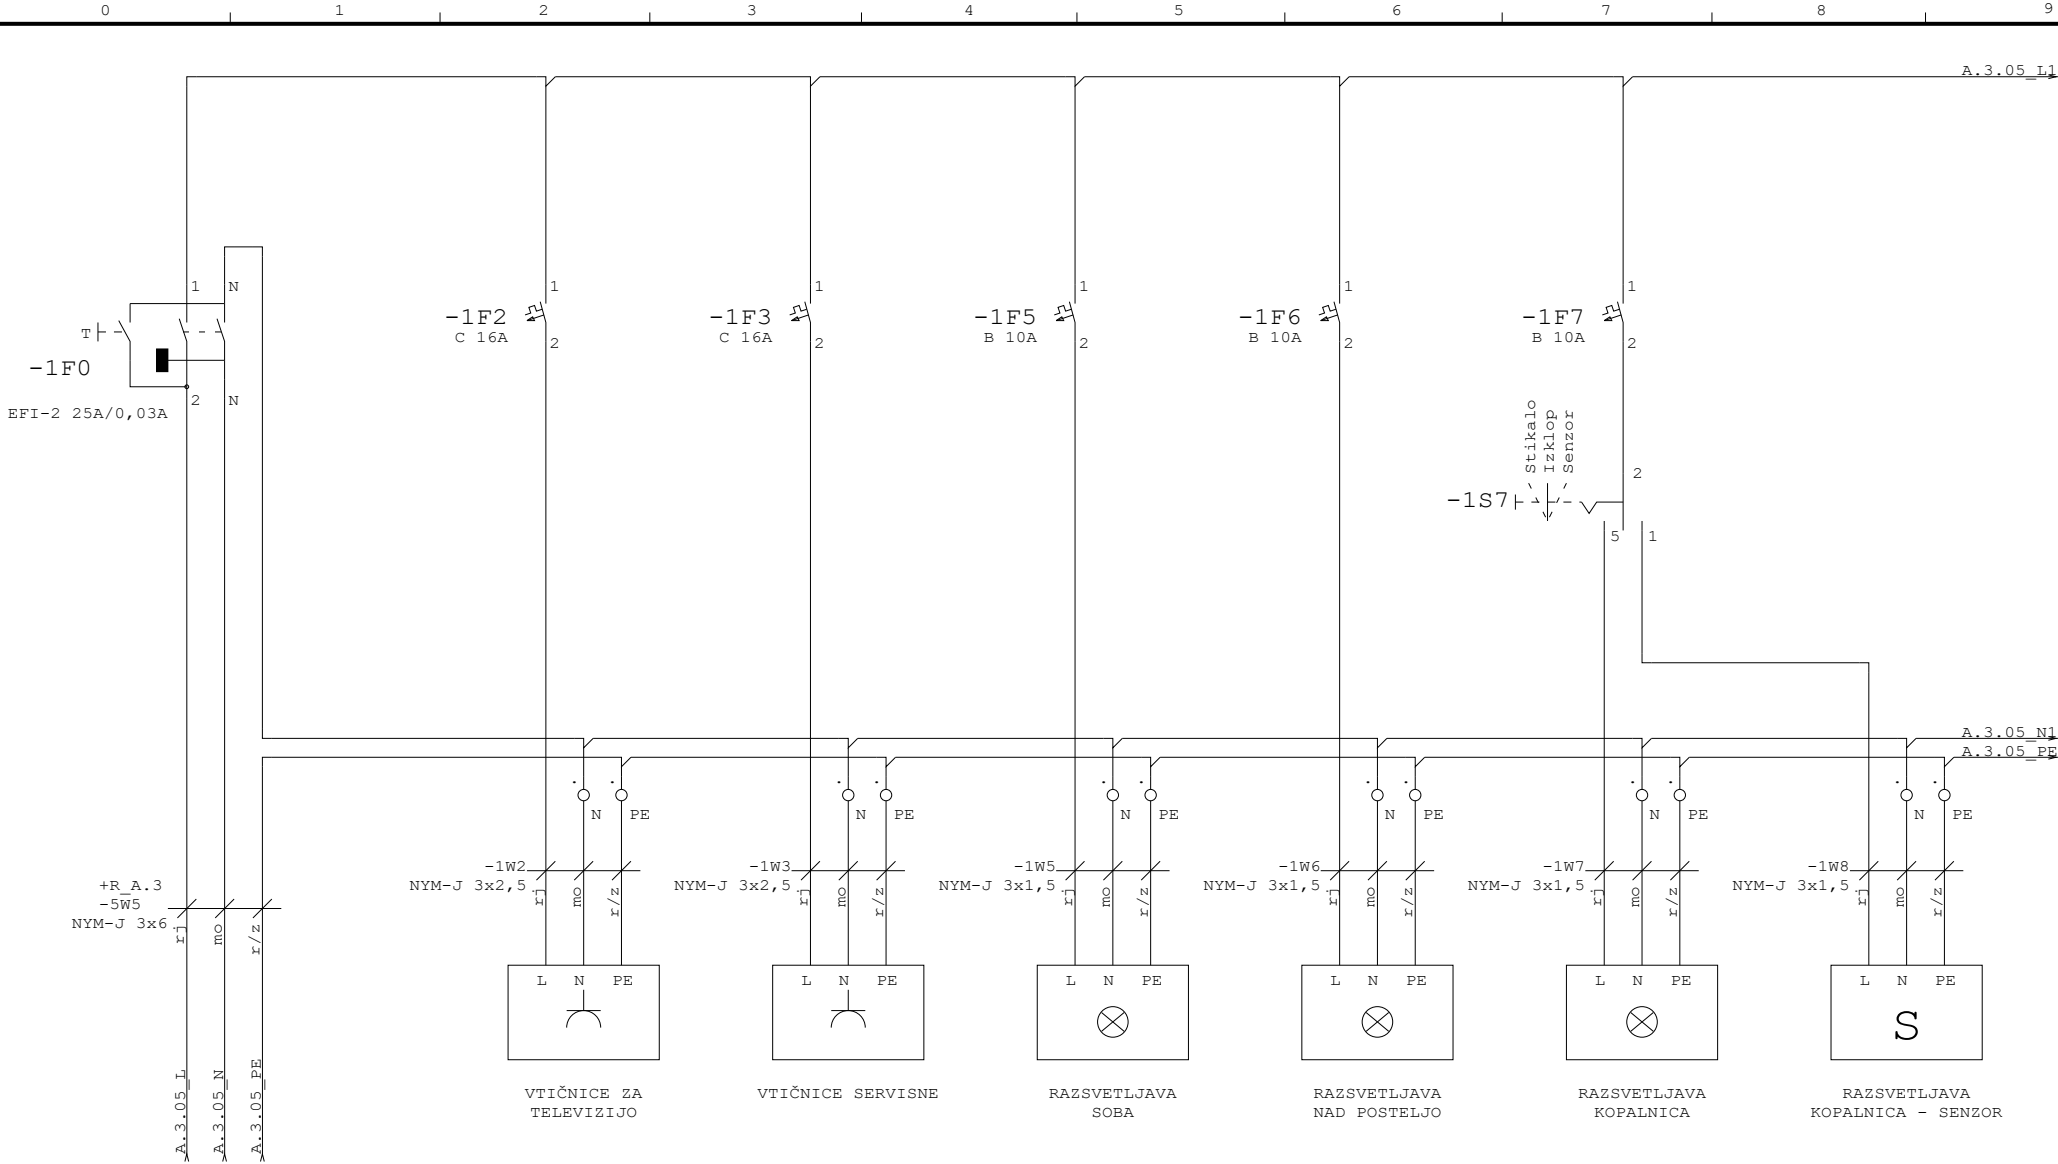 0 1 2 3 4 5 6 7 8 9
A.3.05_L1
1 N
T
-1F0
2 N
EFI-2 25A/0,03A
1
-1F2
C 16A
2
1
-1F3
C 16A
2
1
-1F5
B 10A
2
1
-1F6
B 10A
2
1
-1F7
B 10A
2
Stikalo
Izklop
Senzor
2
-1S7
5 1
A.3.05_N1
A.3.05_PE
N PE
N PE
N PE
N PE
N PE
N PE
+R_A.3
-5W5
NYM-J 3x6
rj
mo
r/z
-1W2
NYM-J 3x2,5
rj
mo
r/z
-1W3
NYM-J 3x2,5
rj
mo
r/z
-1W5
NYM-J 3x1,5
rj
mo
r/z
-1W6
NYM-J 3x1,5
rj
mo
r/z
-1W7
NYM-J 3x1,5
rj
mo
r/z
-1W8
NYM-J 3x1,5
rj
mo
r/z
A.3.05_L
A.3.05_N
A.3.05_PE
L N PE
VTIČNICE ZA
TELEVIZIJO
L N PE
VTIČNICE SERVISNE
L N PE
RAZSVETLJAVA
SOBA
L N PE
RAZSVETLJAVA
NAD POSTELJO
L N PE
RAZSVETLJAVA
KOPALNICA
L N PE
S
RAZSVETLJAVA
KOPALNICA - SENZOR